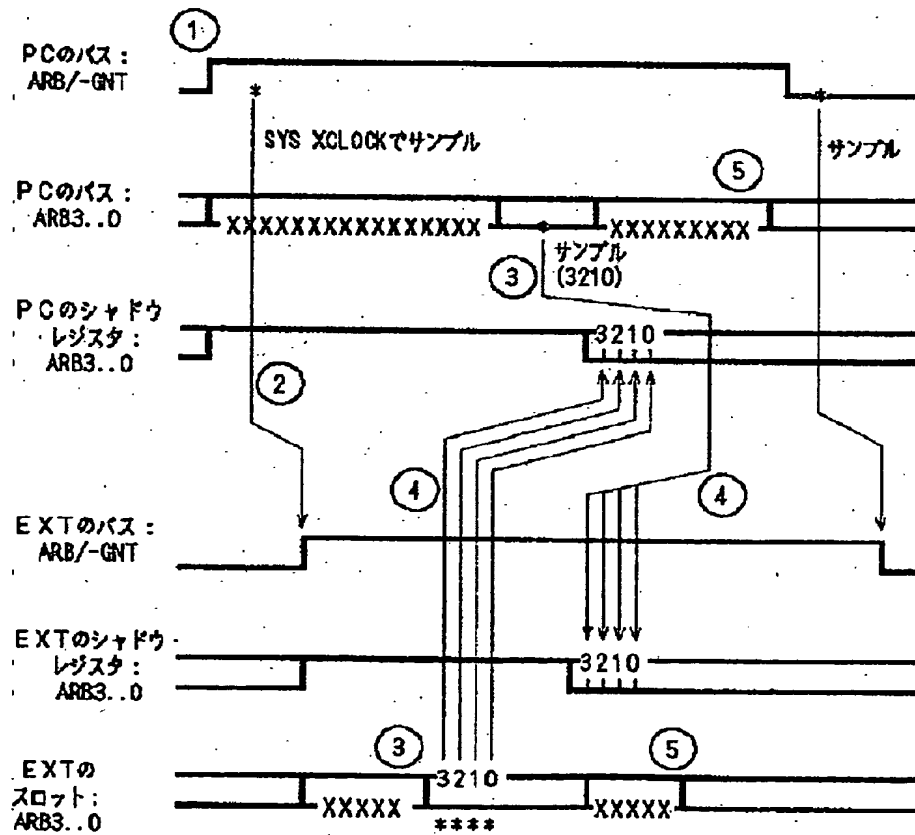 ①
PCのバス:
ARB/-GNT
*
*
SYS XCLOCKでサンプル
サンプル
⑤
PCのバス:
ARB3..0
XXXXXXXXXXXXXXXX
*
XXXXXXXXX
サンプル
(3210)
③
PCのシャドウ
レジスタ:
ARB3..0
3210
②
④
④
EXTのバス:
ARB/-GNT
EXTのシャドウ
レジスタ:
ARB3..0
3210
③
⑤
EXTの
スロット:
ARB3..0
3210
XXXXX
****
XXXXX